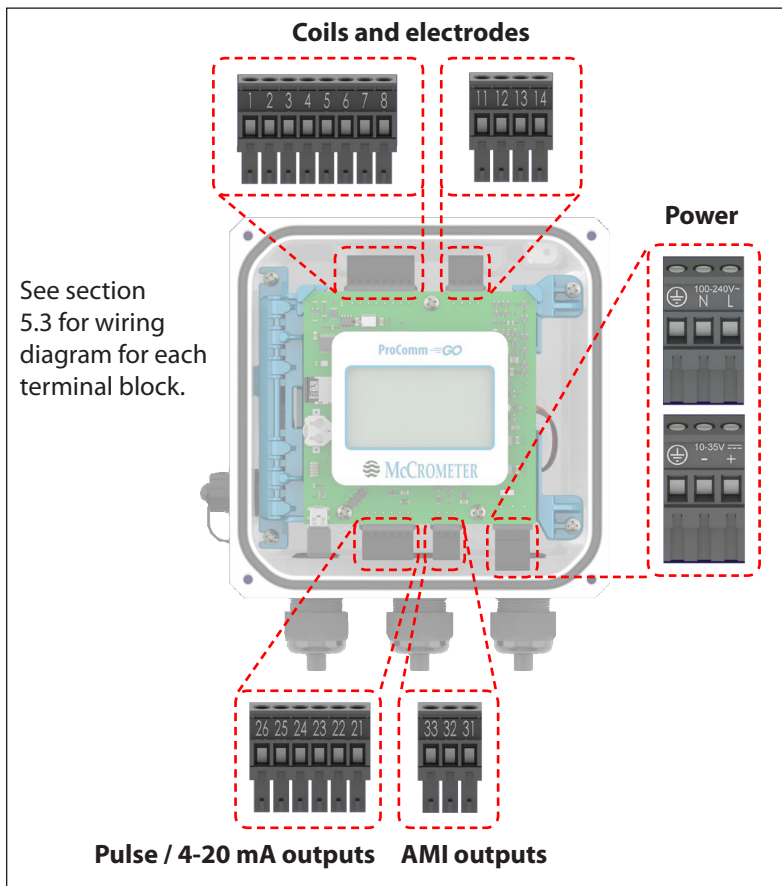 Coils and electrodes
1 2 3 4 5 6 7 8
11 12 13 14
Power
100-240V~
N L
See section
5.3 for wiring
diagram for each
terminal block.
ProComm GO
McCrometer
10-35V
- +
26 25 24 23 22 21
33 32 31
Pulse / 4-20 mA outputs
AMI outputs